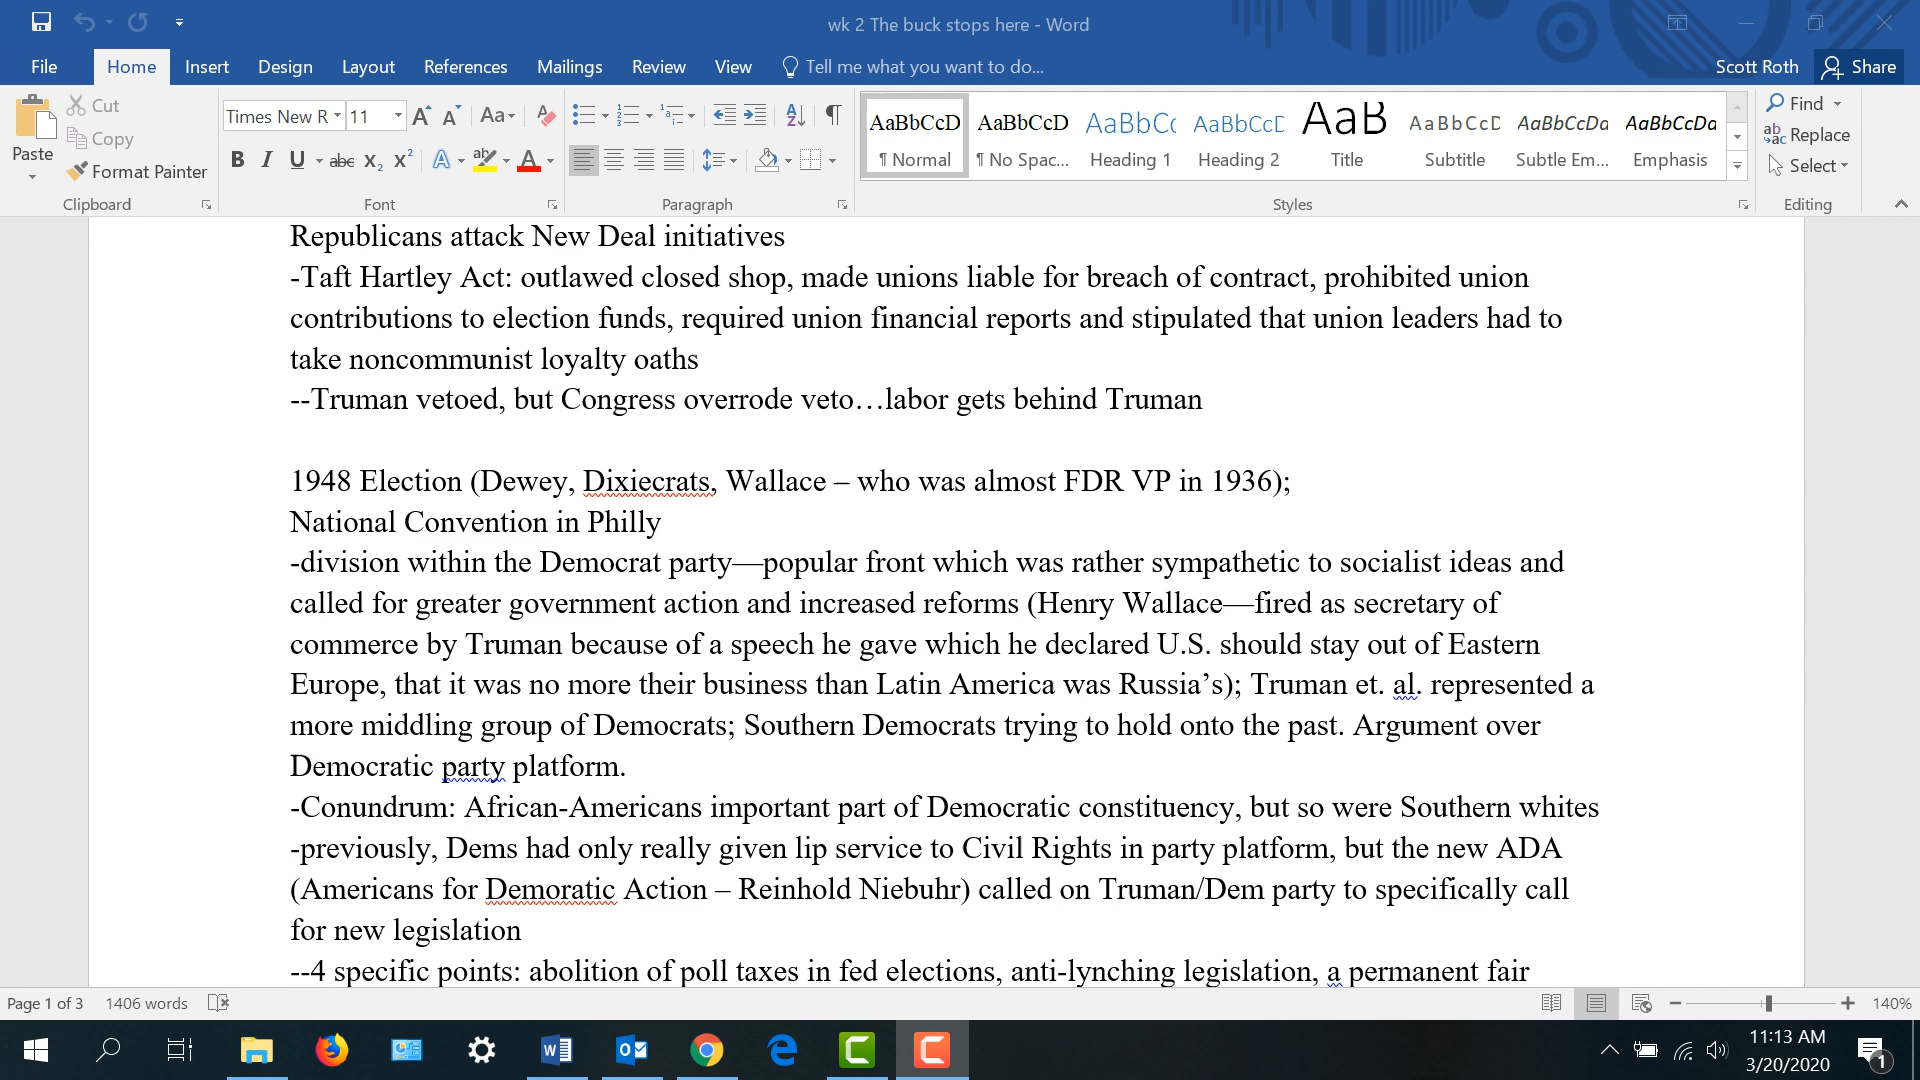 wk 2 The buck stops here - Word
File Home Insert Design Layout References Mailings Review View Tell me what you want to do... Scott Roth Share
Paste
Cut
Copy
Format Painter
Clipboard
Times New R 11
Font
Paragraph
AaBbCcD AaBbCcD AaBbCc AaBbCcD AaB AaBbCcD AaBbCcDd AaBbCcDd
¶ Normal ¶ No Spac... Heading 1 Heading 2 Title Subtitle Subtle Em... Emphasis
Styles
Find
Replace
Select
Editing
Republicans attack New Deal initiatives
-Taft Hartley Act: outlawed closed shop, made unions liable for breach of contract, prohibited union
contributions to election funds, required union financial reports and stipulated that union leaders had to
take noncommunist loyalty oaths
--Truman vetoed, but Congress overrode veto…labor gets behind Truman
1948 Election (Dewey, Dixiecrats, Wallace – who was almost FDR VP in 1936);
National Convention in Philly
-division within the Democrat party—popular front which was rather sympathetic to socialist ideas and
called for greater government action and increased reforms (Henry Wallace—fired as secretary of
commerce by Truman because of a speech he gave which he declared U.S. should stay out of Eastern
Europe, that it was no more their business than Latin America was Russia’s); Truman et. al. represented a
more middling group of Democrats; Southern Democrats trying to hold onto the past. Argument over
Democratic party platform.
-Conundrum: African-Americans important part of Democratic constituency, but so were Southern whites
-previously, Dems had only really given lip service to Civil Rights in party platform, but the new ADA
(Americans for Demoratic Action – Reinhold Niebuhr) called on Truman/Dem party to specifically call
for new legislation
--4 specific points: abolition of poll taxes in fed elections, anti-lynching legislation, a permanent fair
Page 1 of 3 1406 words 140%
11:13 AM
3/20/2020
1